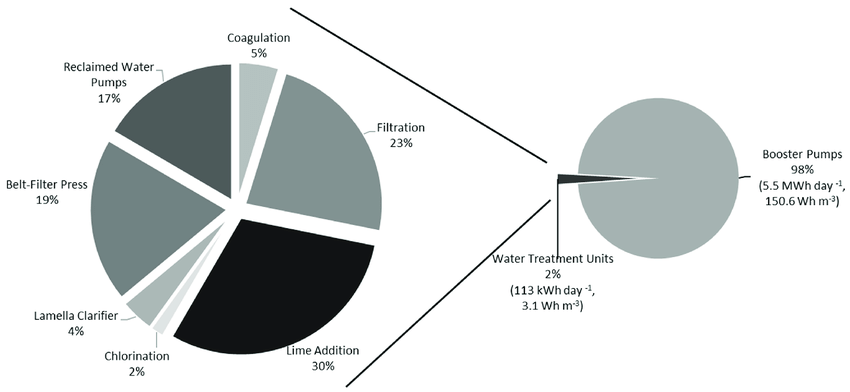 Coagulation
5%
Reclaimed Water
Pumps
17%
Filtration
23%
Belt-Filter Press
19%
Lamella Clarifier
4%
Chlorination
2%
Lime Addition
30%
Booster Pumps
98%
(5.5 MWh day -1,
150.6 Wh m-3)
Water Treatment Units
2%
(113 kWh day -1,
3.1 Wh m-3)